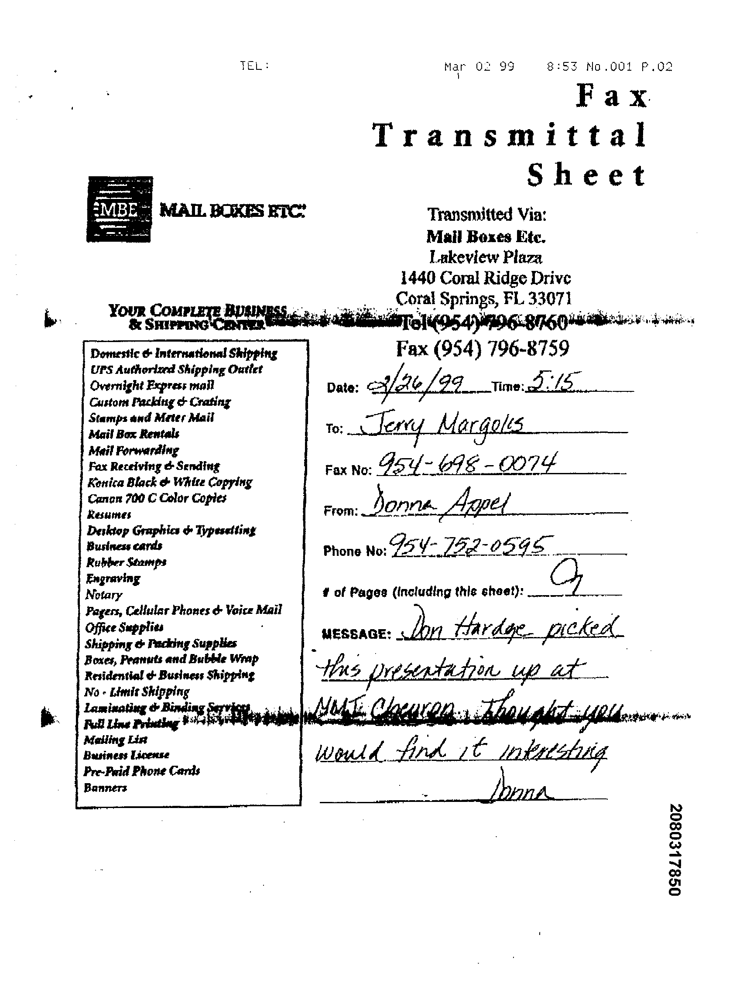 TEL:    Mar 02 99    8:53 No.001 P.02
Fax
Transmittal
Sheet
MBE MAIL BOXES ETC.
Transmitted Via:
Mail Boxes Etc.
Lakeview Plaza
1440 Coral Ridge Drive
Coral Springs, FL 33071
Tel (954) 796-8760
Fax (954) 796-8759
YOUR COMPLETE BUSINESS
& SHIPPING CENTER
Domestic & International Shipping
UPS Authorized Shipping Outlet
Overnight Express mail
Custom Packing & Crating
Stamps and Meter Mail
Mail Box Rentals
Mail Forwarding
Fax Receiving & Sending
Konica Black & White Copying
Canon 700 C Color Copies
Resumes
Desktop Graphics & Typesetting
Business cards
Rubber Stamps
Engraving
Notary
Pagers, Cellular Phones & Voice Mail
Office Supplies
Shipping & Packing Supplies
Boxes, Peanuts and Bubble Wrap
Residential & Business Shipping
No - Limit Shipping
Laminating & Binding Services
Full Line Printing
Mailing List
Business License
Pre-Paid Phone Cards
Banners
Date: 2/26/99 Time: 5:15
To: Jerry Margolis
Fax No: 954-698-0074
From: Donna Appel
Phone No: 954-752-0595
# of Pages (including this sheet):
MESSAGE: Don Hardge picked
this presentation up at
Chevron. Thought you
would find it interesting
Donna
2080317850